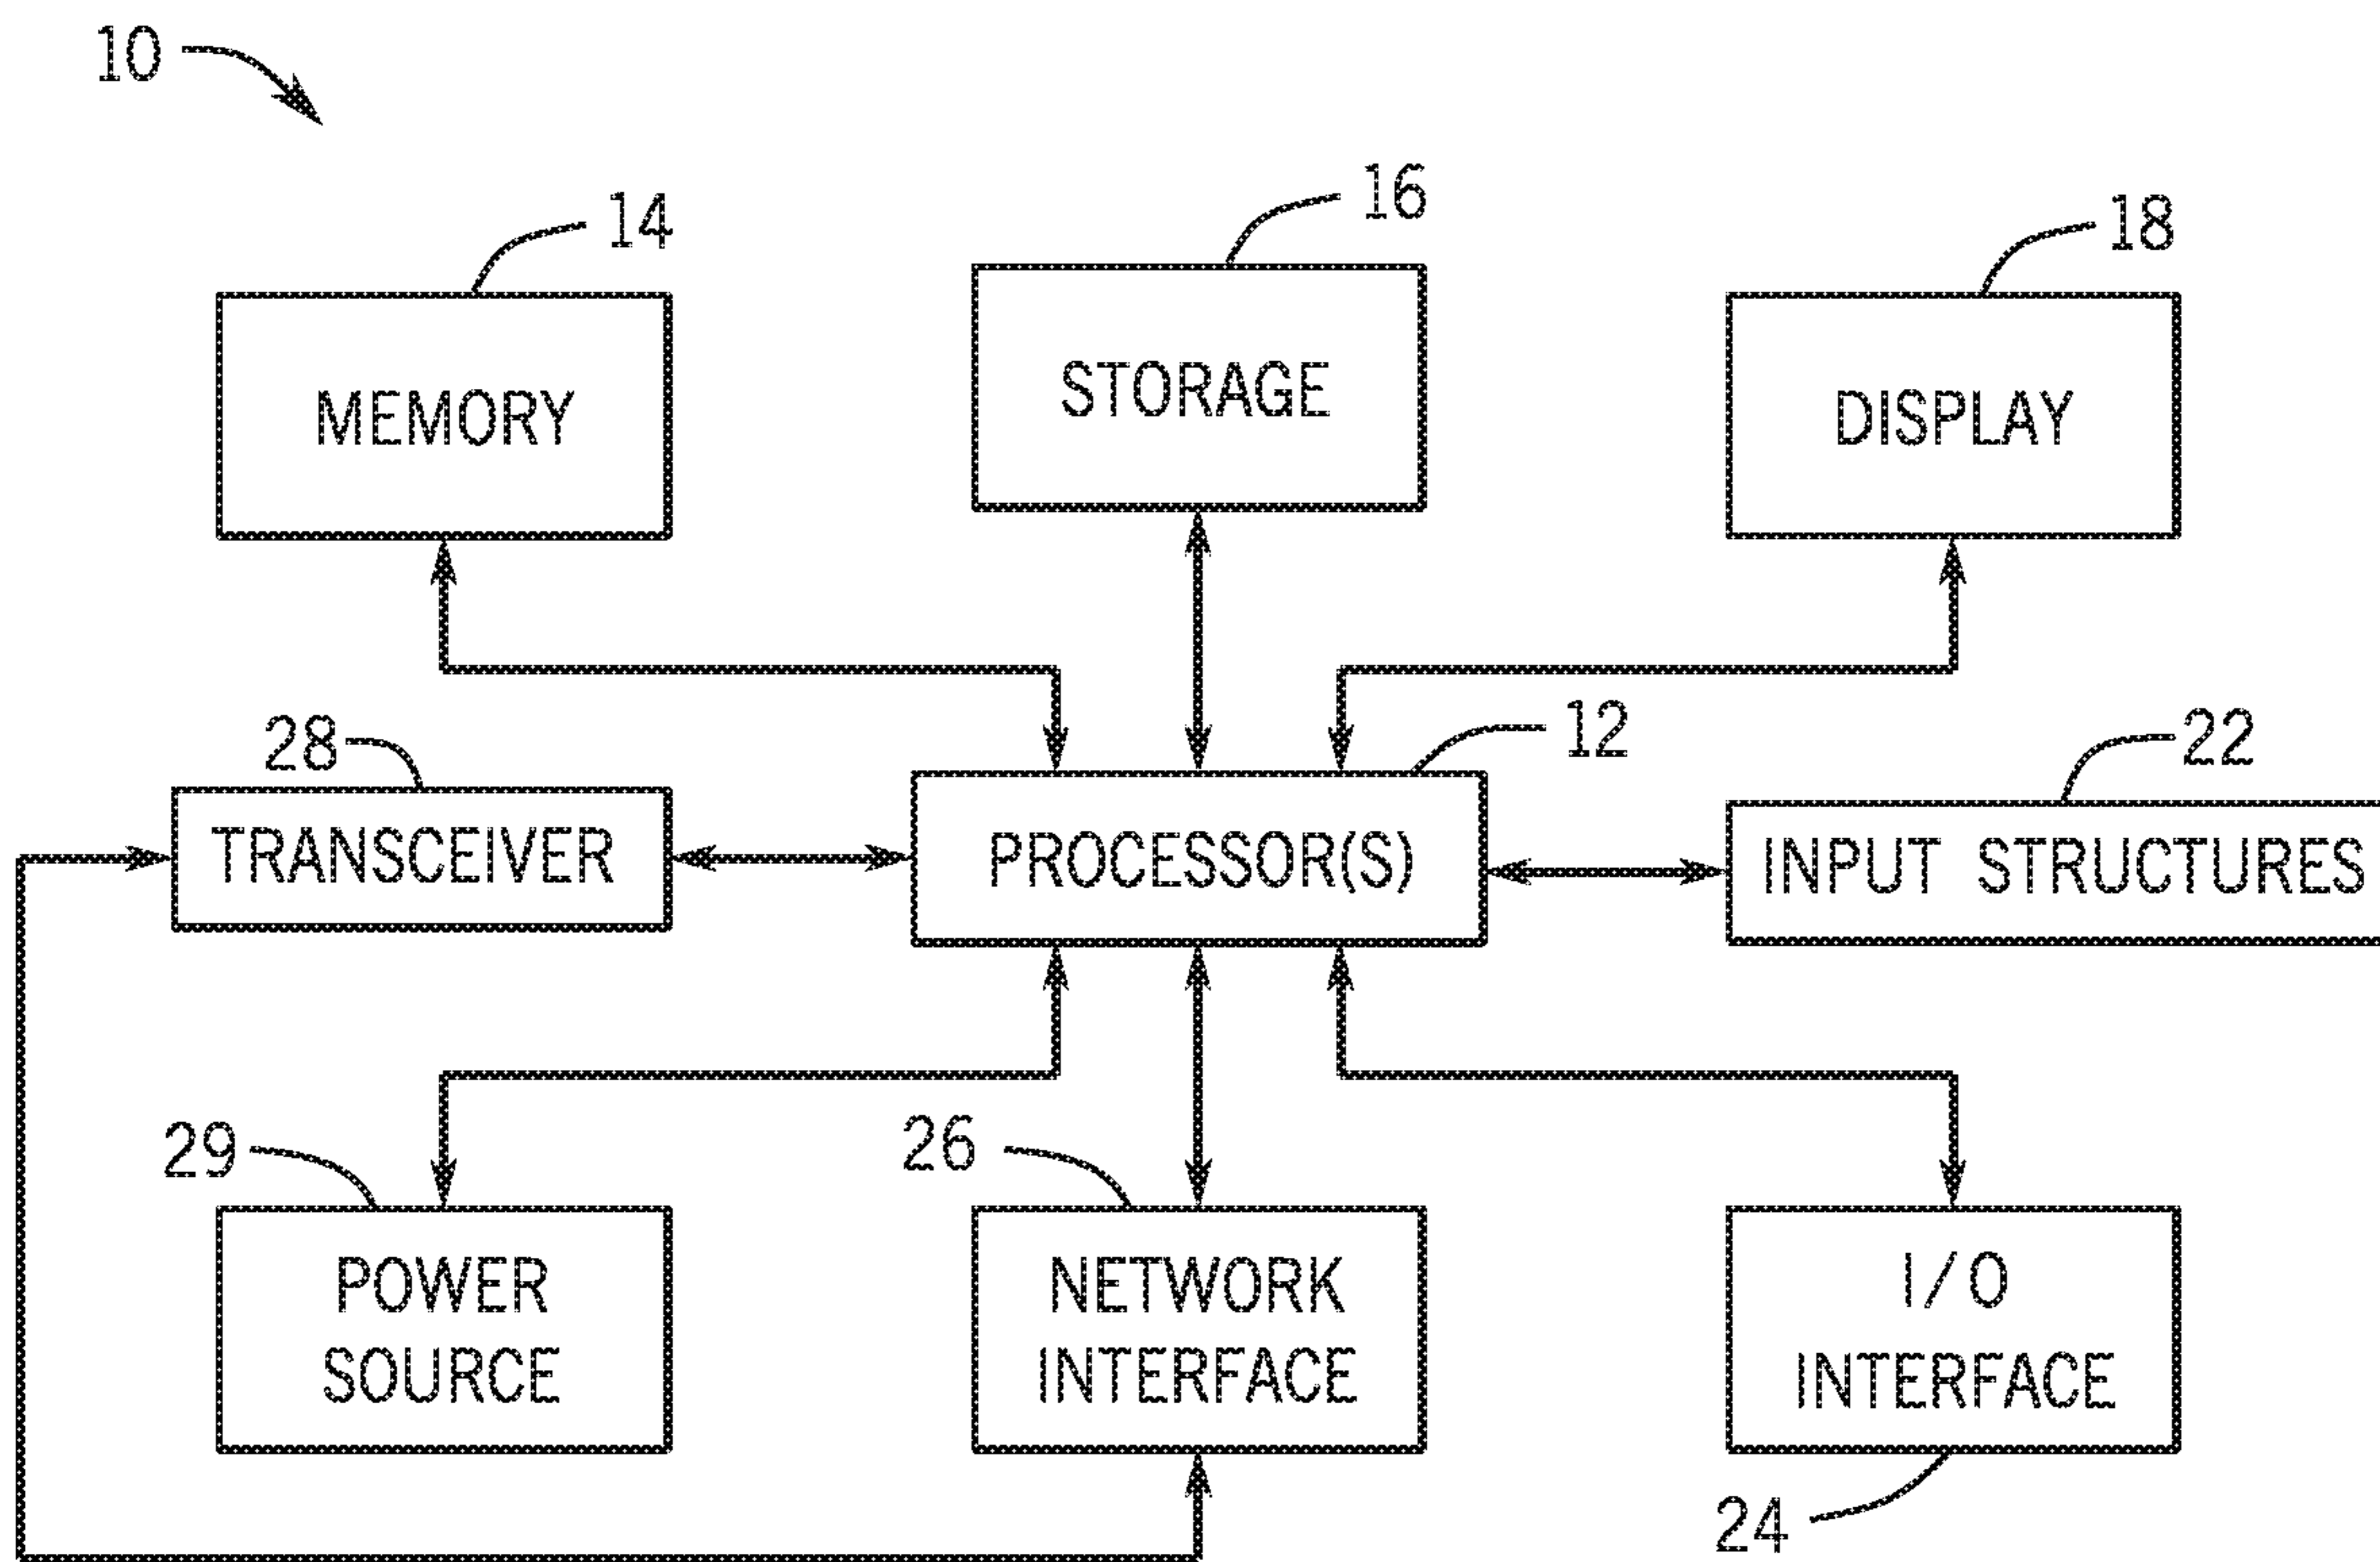 10
14
16
18
MEMORY
STORAGE
DISPLAY
28
12
22
TRANSCEIVER
PROCESSOR(S)
INPUT STRUCTURES
29
26
POWER
SOURCE
NETWORK
INTERFACE
I/O
INTERFACE
24